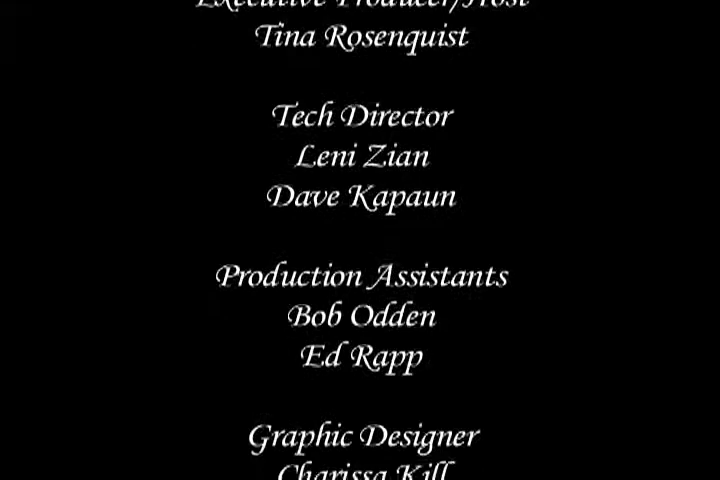 Executive Producer/Host
Tina Rosenquist
Tech Director
Leni Zian
Dave Kapaun
Production Assistants
Bob Odden
Ed Rapp
Graphic Designer
Charissa Kill